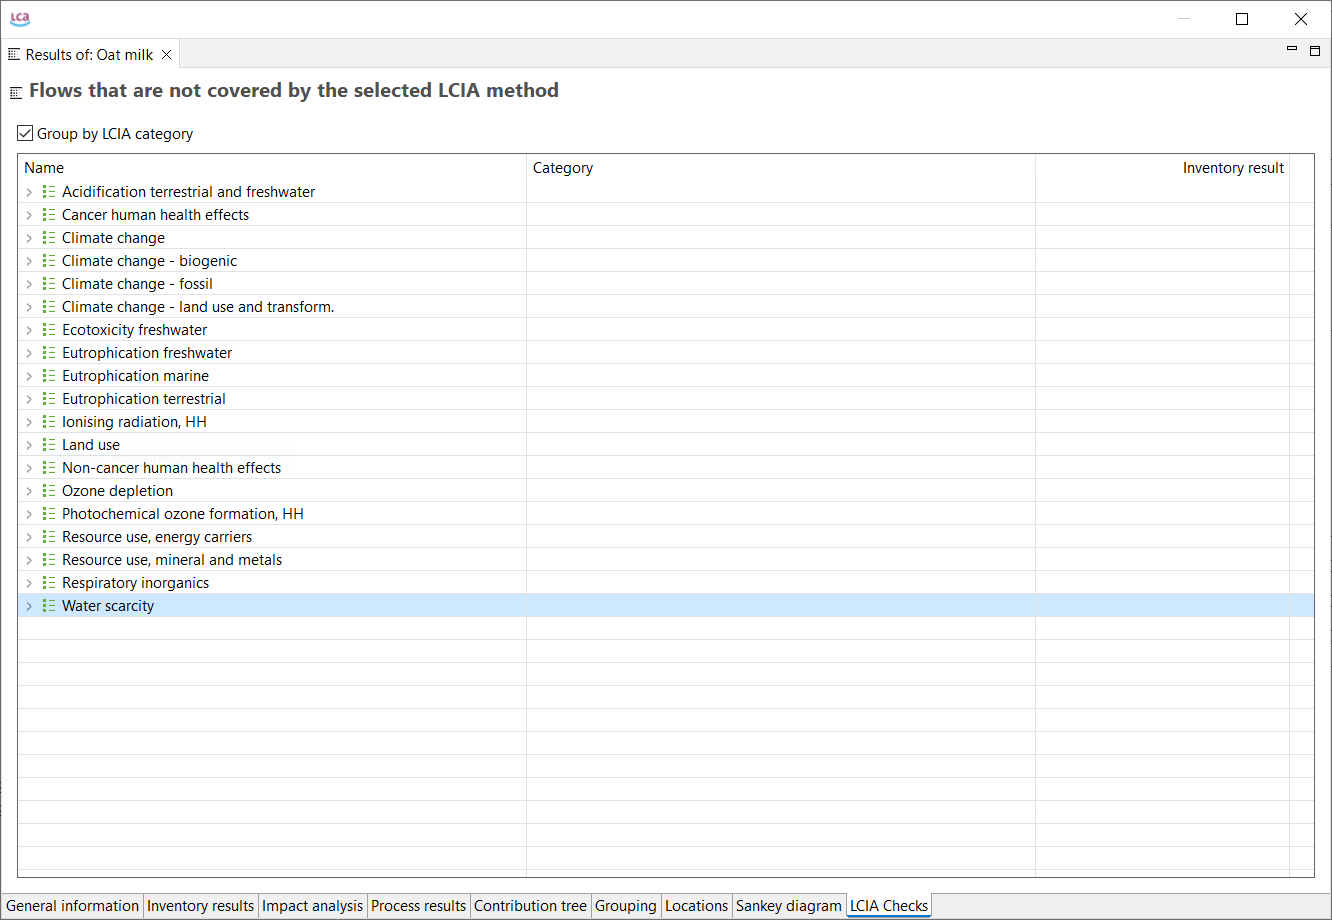 LCA
Results of: Oat milk
Flows that are not covered by the selected LCIA method
Group by LCIA category
Name Category Inventory result
Acidification terrestrial and freshwater
Cancer human health effects
Climate change
Climate change - biogenic
Climate change - fossil
Climate change - land use and transform.
Ecotoxicity freshwater
Eutrophication freshwater
Eutrophication marine
Eutrophication terrestrial
Ionising radiation, HH
Land use
Non-cancer human health effects
Ozone depletion
Photochemical ozone formation, HH
Resource use, energy carriers
Resource use, mineral and metals
Respiratory inorganics
Water scarcity
General information Inventory results Impact analysis Process results Contribution tree Grouping Locations Sankey diagram LCIA Checks